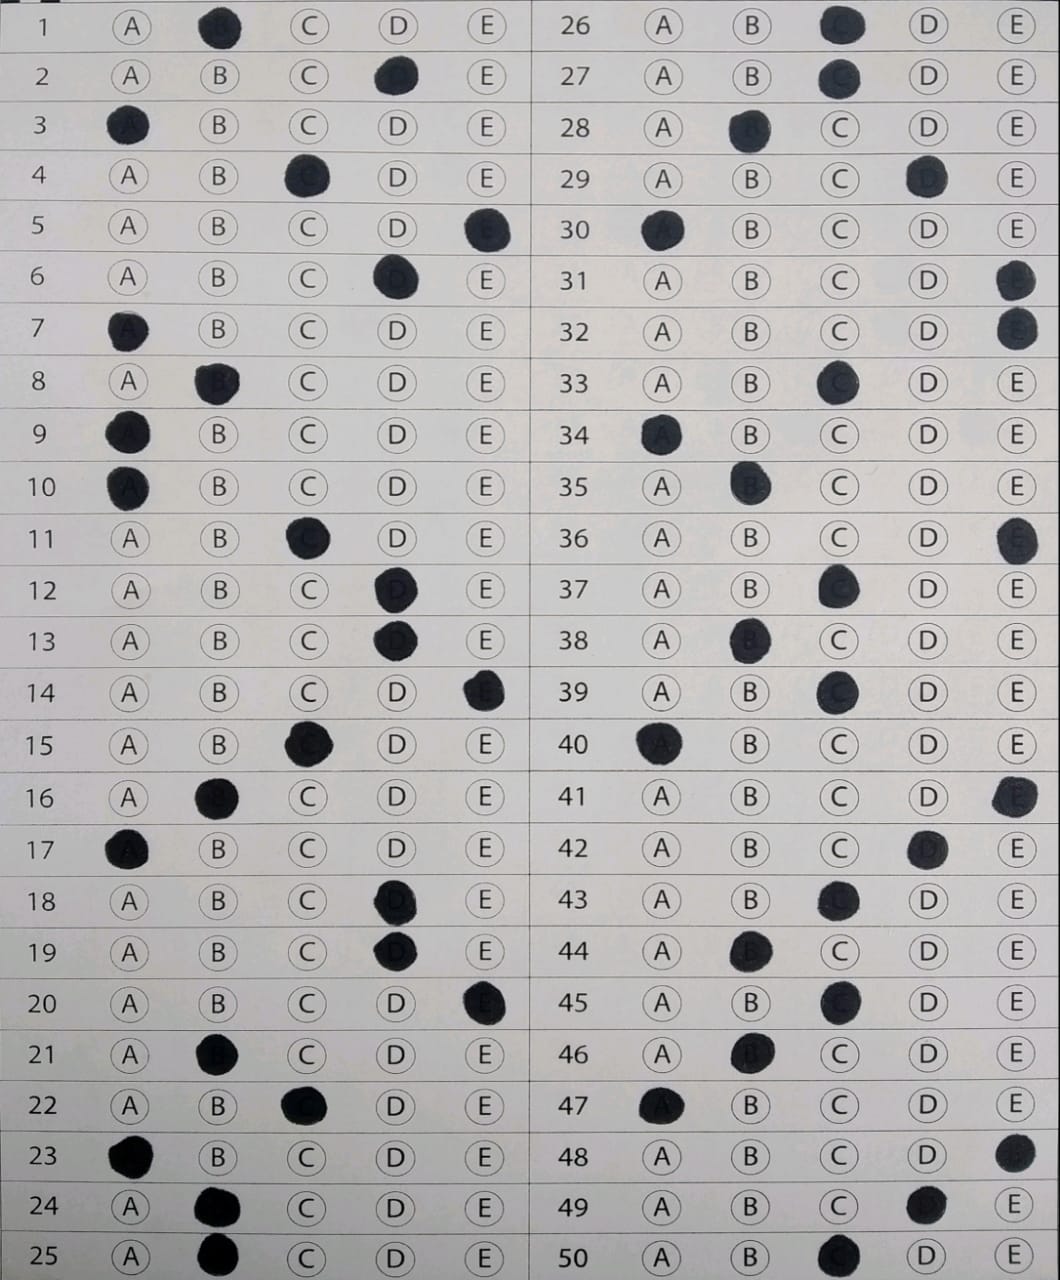 1 A B C D E 26 A B C D E
2 A B C D E 27 A B C D E
3 A B C D E 28 A B C D E
4 A B C D E 29 A B C D E
5 A B C D E 30 A B C D E
6 A B C D E 31 A B C D E
7 A B C D E 32 A B C D E
8 A B C D E 33 A B C D E
9 A B C D E 34 A B C D E
10 A B C D E 35 A B C D E
11 A B C D E 36 A B C D E
12 A B C D E 37 A B C D E
13 A B C D E 38 A B C D E
14 A B C D E 39 A B C D E
15 A B C D E 40 A B C D E
16 A B C D E 41 A B C D E
17 A B C D E 42 A B C D E
18 A B C D E 43 A B C D E
19 A B C D E 44 A B C D E
20 A B C D E 45 A B C D E
21 A B C D E 46 A B C D E
22 A B C D E 47 A B C D E
23 B C D E 48 A B C D E
24 A C D E 49 A B C D E
25 A C D E 50 A B C D E